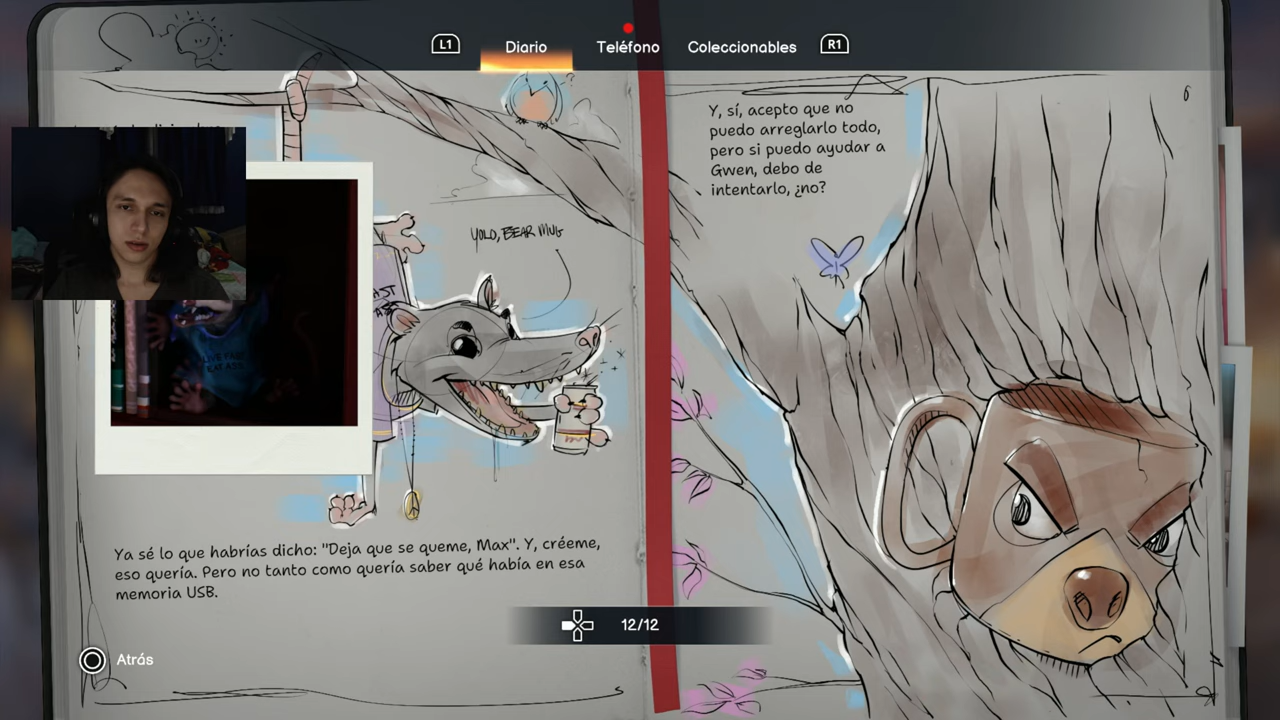 L1
Diario
Teléfono
Coleccionables
R1
YOLO, BEAR MUG
Ya sé lo que habrías dicho: "Deja que se queme, Max". Y, créeme,
eso quería. Pero no tanto como quería saber qué había en esa
memoria USB.
Y, sí, acepto que no
puedo arreglarlo todo,
pero si puedo ayudar a
Gwen, debo de
intentarlo, ¿no?
12/12
Atrás